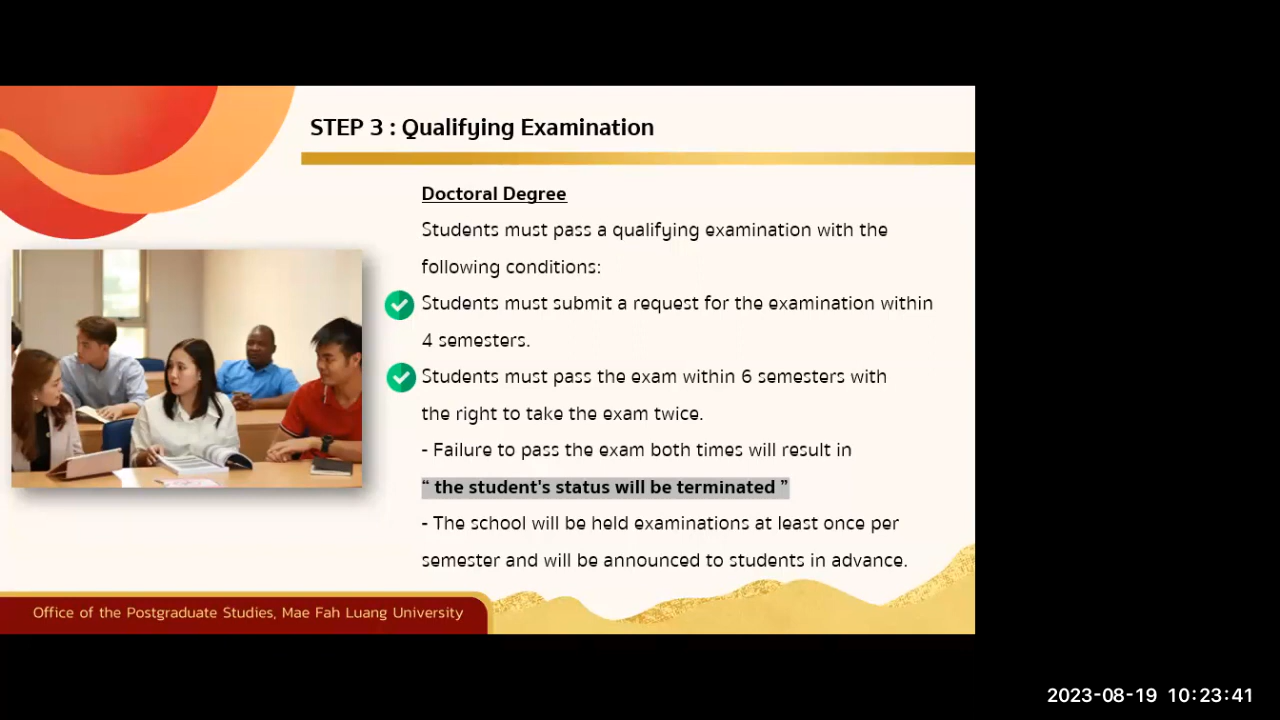 STEP 3 : Qualifying Examination
Doctoral Degree
Students must pass a qualifying examination with the
following conditions:
Students must submit a request for the examination within
4 semesters.
Students must pass the exam within 6 semesters with
the right to take the exam twice.
- Failure to pass the exam both times will result in
“ the student's status will be terminated ”
- The school will be held examinations at least once per
semester and will be announced to students in advance.
Office of the Postgraduate Studies, Mae Fah Luang University
2023-08-19 10:23:41